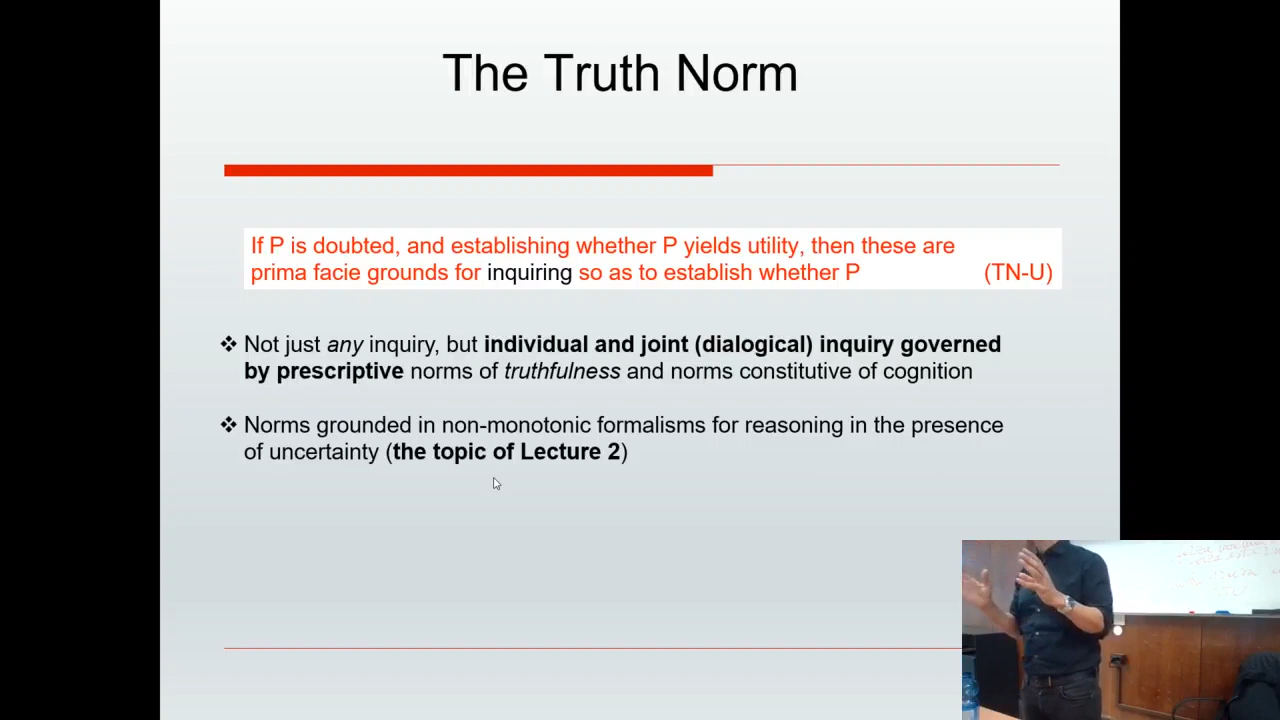 The Truth Norm
If P is doubted, and establishing whether P yields utility, then these are
prima facie grounds for inquiring so as to establish whether P (TN-U)
❖ Not just any inquiry, but individual and joint (dialogical) inquiry governed
by prescriptive norms of truthfulness and norms constitutive of cognition
❖ Norms grounded in non-monotonic formalisms for reasoning in the presence
of uncertainty (the topic of Lecture 2)